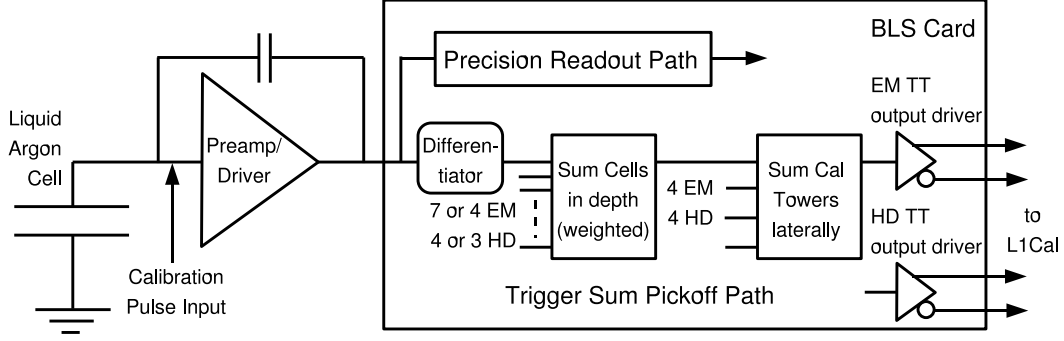 BLS Card
Precision Readout Path
EM TT
output driver
Liquid
Argon
Cell
Preamp/
Driver
Differen-
tiator
Sum Cells
in depth
(weighted)
Sum Cal
Towers
laterally
7 or 4 EM
4 or 3 HD
4 EM
4 HD
HD TT
output driver
to
L1Cal
Calibration
Pulse Input
Trigger Sum Pickoff Path